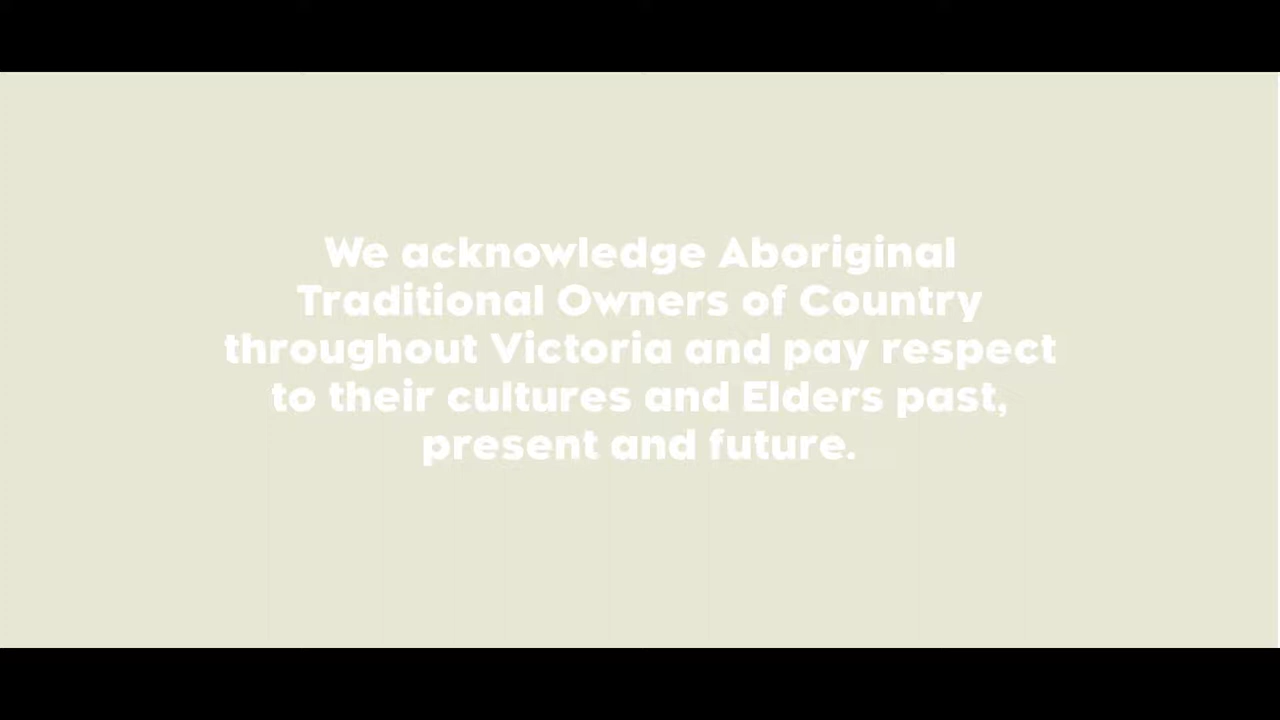 We acknowledge Aboriginal
Traditional Owners of Country
throughout Victoria and pay respect
to their cultures and Elders past,
present and future.